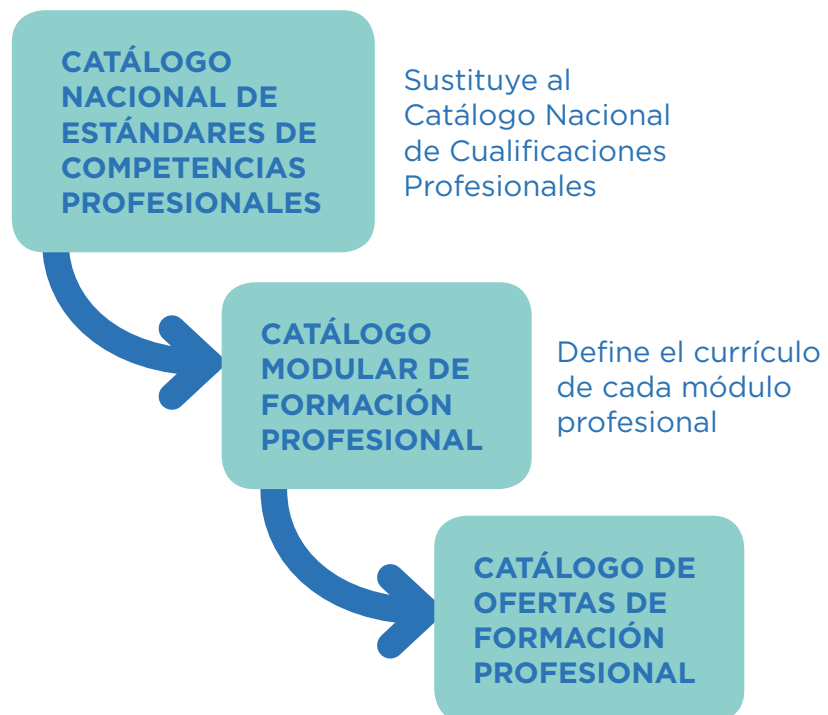 CATÁLOGO
NACIONAL DE
ESTÁNDARES DE
COMPETENCIAS
PROFESIONALES
Sustituye al
Catálogo Nacional
de Cualificaciones
Profesionales
CATÁLOGO
MODULAR DE
FORMACIÓN
PROFESIONAL
Define el currículo
de cada módulo
profesional
CATÁLOGO DE
OFERTAS DE
FORMACIÓN
PROFESIONAL